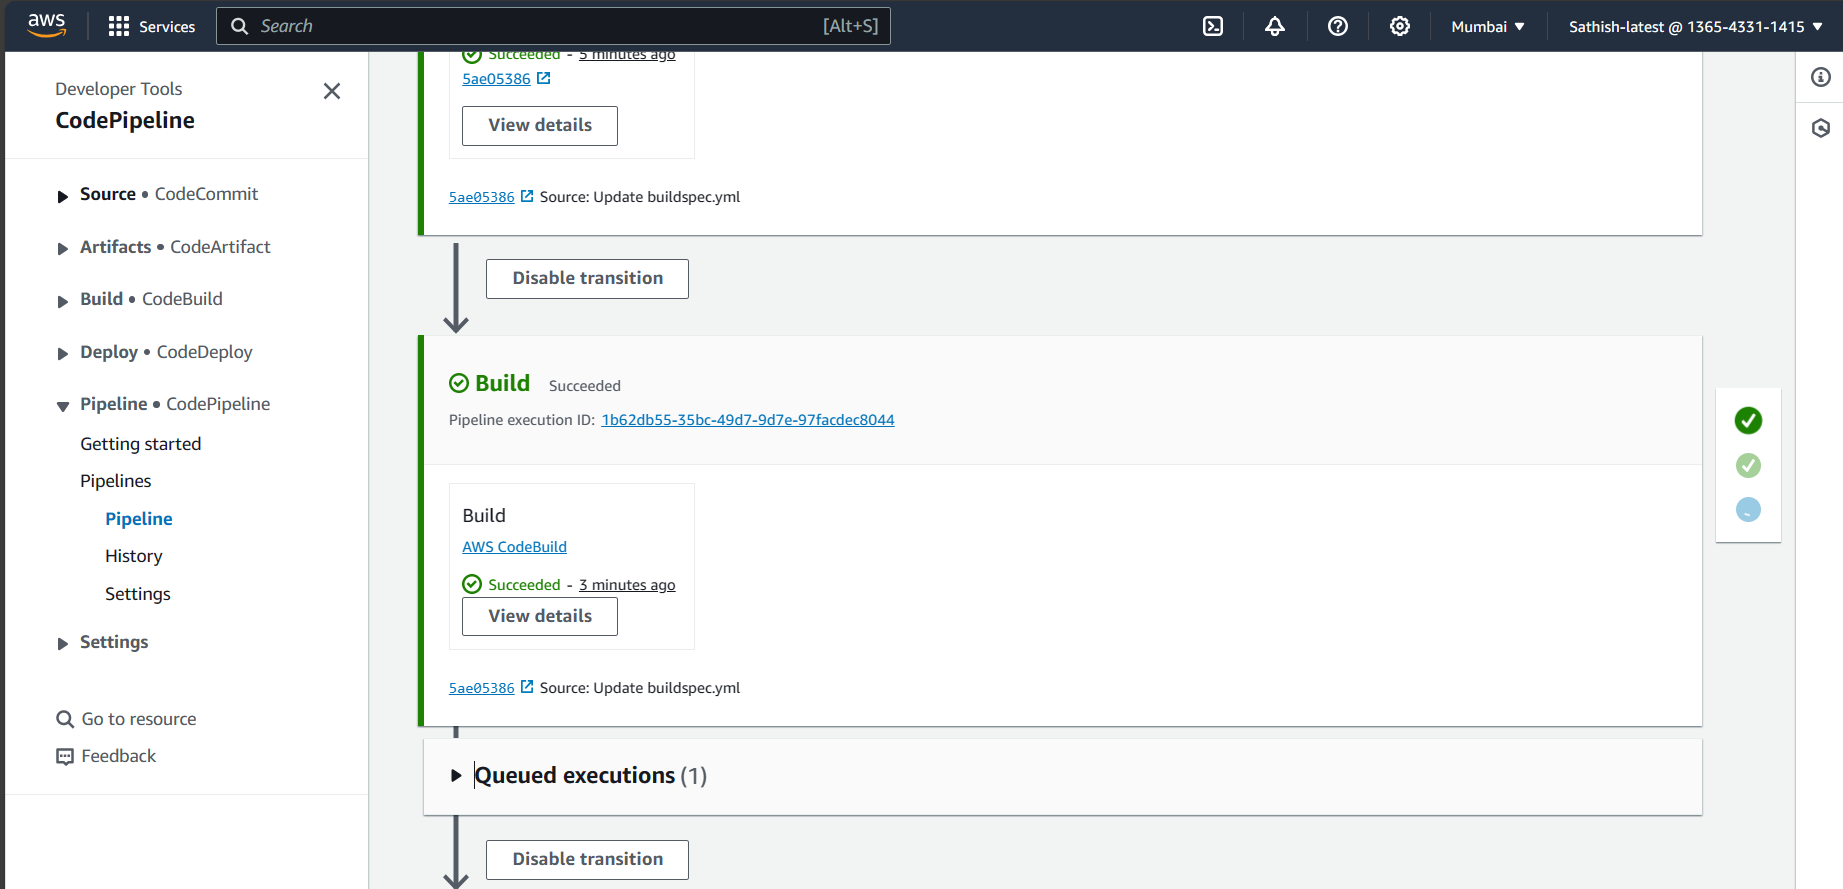 aws
Services
Search
[Alt+S]
Mumbai ▼
Sathish-latest @ 1365-4331-1415 ▼
Developer Tools
CodePipeline
Source • CodeCommit
Artifacts • CodeArtifact
Build • CodeBuild
Deploy • CodeDeploy
Pipeline • CodePipeline
Getting started
Pipelines
Pipeline
History
Settings
Settings
Go to resource
Feedback
Succeeded - 5 minutes ago
5ae05386
View details
5ae05386 Source: Update buildspec.yml
Disable transition
Build Succeeded
Pipeline execution ID: 1b62db55-35bc-49d7-9d7e-97facdec8044
Build
AWS CodeBuild
Succeeded - 3 minutes ago
View details
5ae05386 Source: Update buildspec.yml
Queued executions (1)
Disable transition